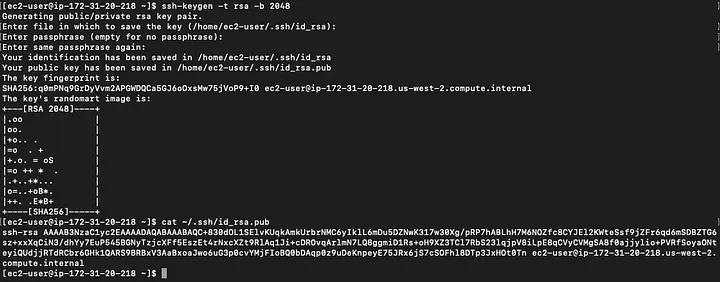 [[ec2-user@ip-172-31-20-218 ~]$ ssh-keygen -t rsa -b 2048
Generating public/private rsa key pair.
[Enter file in which to save the key (/home/ec2-user/.ssh/id_rsa):
[Enter passphrase (empty for no passphrase):
[Enter same passphrase again:
Your identification has been saved in /home/ec2-user/.ssh/id_rsa
Your public key has been saved in /home/ec2-user/.ssh/id_rsa.pub
The key fingerprint is:
SHA256:q0mPNq9GrDyVvm2APGWDQCa5GJ6oOxsMw75jVoP9+I0 ec2-user@ip-172-31-20-218.us-west-2.compute.internal
The key's randomart image is:
+---[RSA 2048]----+
|.oo              |
|oo.              |
|+o.. .           |
|=o  . +          |
|+.o. = oS        |
|=o ++ *  .       |
|.+..+*...        |
|o=..+oB*.        |
|++. .E*B+        |
+----[SHA256]-----+
[[ec2-user@ip-172-31-20-218 ~]$ cat ~/.ssh/id_rsa.pub
ssh-rsa AAAAB3NzaC1yc2EAAAADAQABAAABAQC+830dOL1SElvKUqkAmkUrbrNMC6yIklL6mDu5DZNwK317w30Xg/pRP7hABLhH7M6NOZfc8CYJEl2KWteSsf9jZFr6qd6mSDBZTG6
sz+xxXqCiN3/dhYy7EuP545BGNyTzjcXFf5EszEt4rNxcXZt9RlAq1Ji+cDROvqArlmN7LQ8ggmiD1Rs+oH9XZ3TCl7RbS23lqjpV8iLpE8qCVyCVMgSA8f0ajjylio+PVRfSoyaONt
eyiQUdjjRTdRCbr6GHk1QARS9BRBxV3AaBxoaJwo6uG3p0cvYMjFIoBQ0bDAqp0z9uDeKnpeyE75JRx6jS7cSOFhl8DTp3JxHOt0Tn ec2-user@ip-172-31-20-218.us-west-2.
compute.internal
[ec2-user@ip-172-31-20-218 ~]$